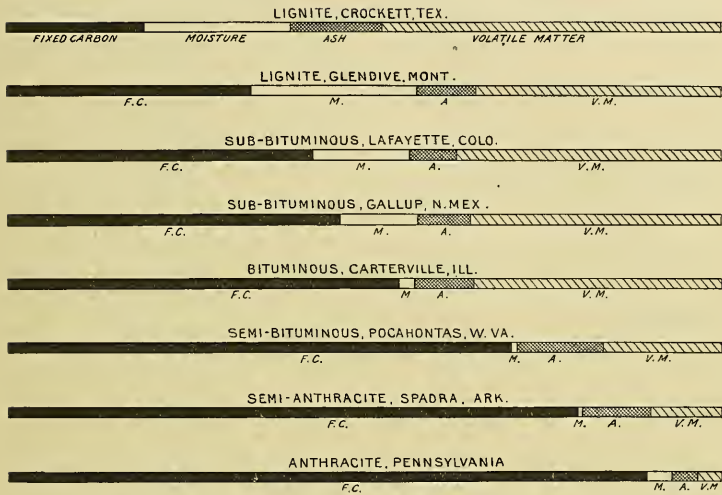 LIGNITE, CROCKETT, TEX.
FIXED CARBON MOISTURE ASH VOLATILE MATTER
LIGNITE, GLENDIVE, MONT.
F.C. M. A V.M.
SUB-BITUMINOUS, LAFAYETTE, COLO.
F.C. M. A. V.M.
SUB-BITUMINOUS, GALLUP, N.MEX.
F.C. M. A. V.M.
BITUMINOUS, CARTERVILLE, ILL.
F.C. M A. V.M.
SEMI-BITUMINOUS, POCAHONTAS, W.VA.
F.C. M. A. V.M.
SEMI-ANTHRACITE, SPADRA, ARK.
F.C. M. A. V.M.
ANTHRACITE, PENNSYLVANIA
F.C. M. A. V.M